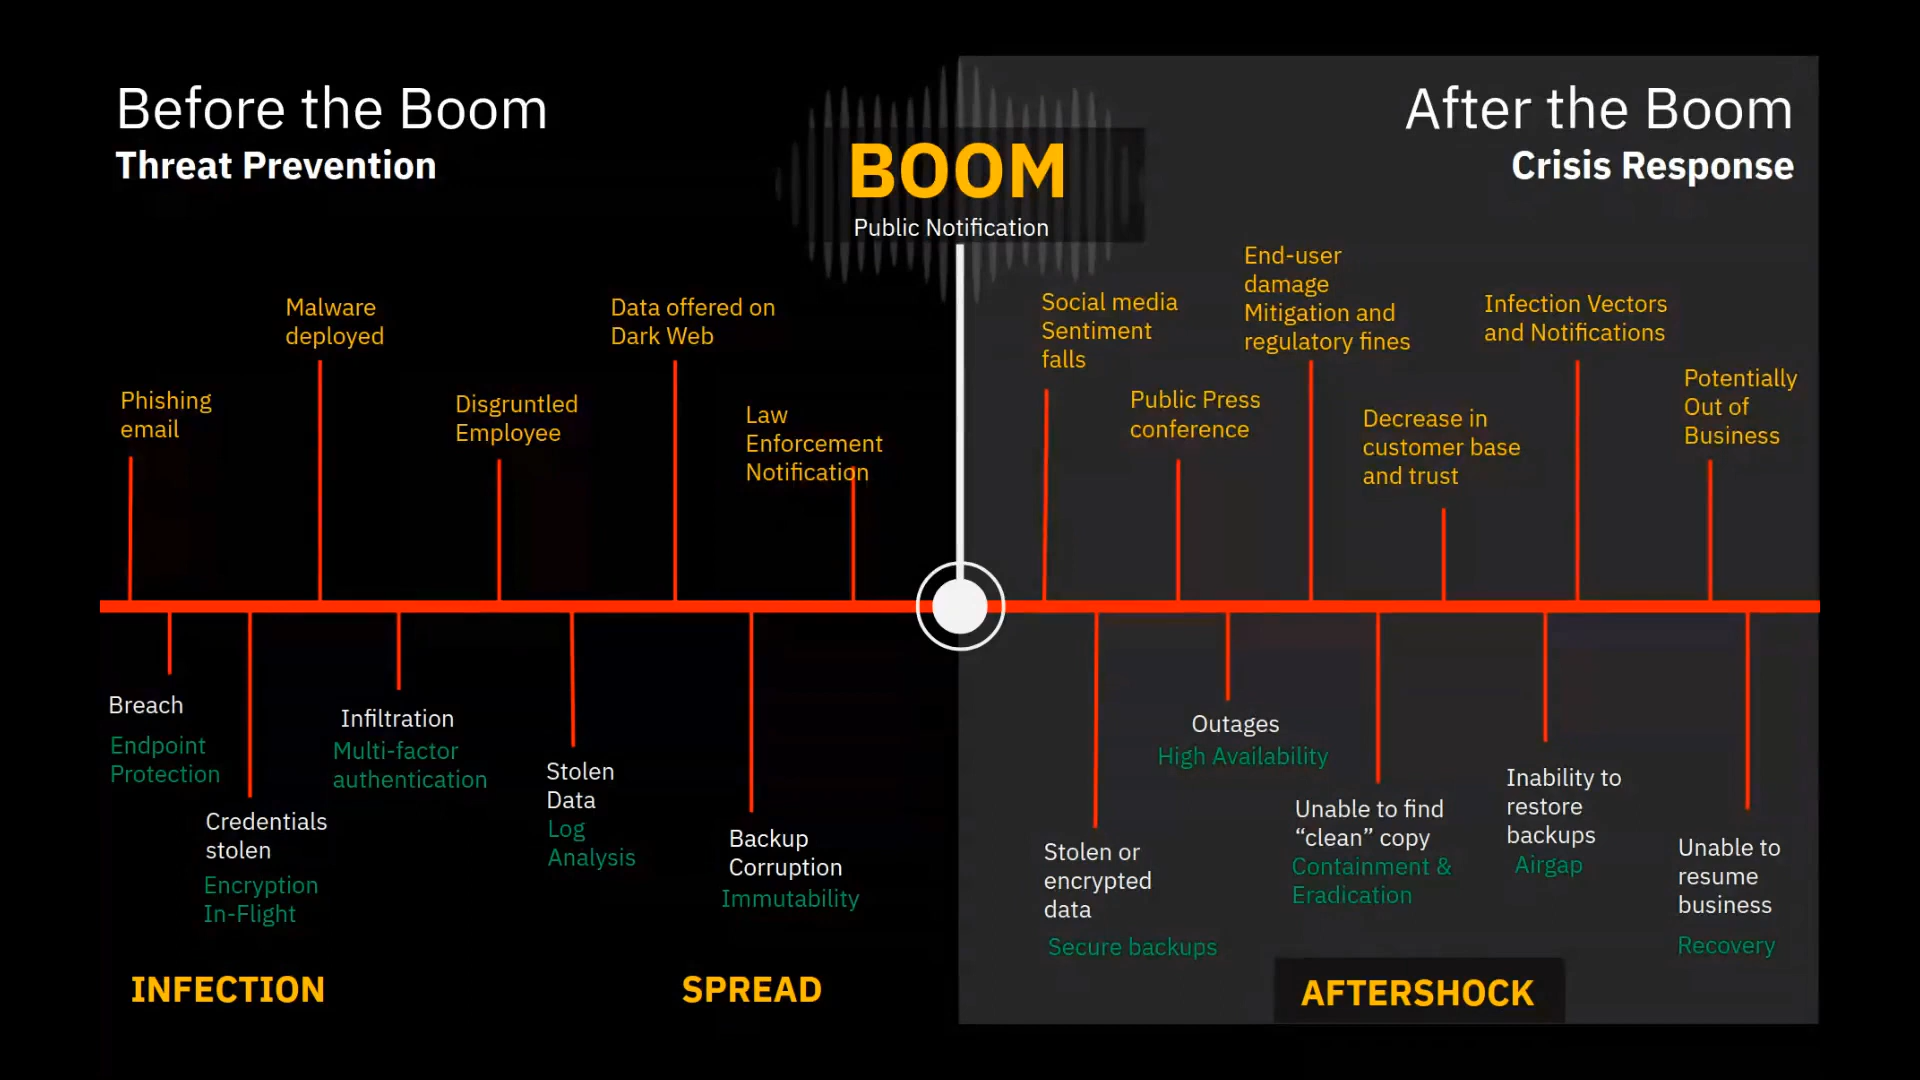 Before the Boom
Threat Prevention
BOOM
Public Notification
After the Boom
Crisis Response
Phishing
email
Malware
deployed
Disgruntled
Employee
Data offered on
Dark Web
Law
Enforcement
Notification
Social media
Sentiment
falls
Public Press
conference
End-user
damage
Mitigation and
regulatory fines
Decrease in
customer base
and trust
Infection Vectors
and Notifications
Potentially
Out of
Business
Breach
Endpoint
Protection
Credentials
stolen
Encryption
In-Flight
Infiltration
Multi-factor
authentication
Stolen
Data
Log
Analysis
Backup
Corruption
Immutability
Stolen or
encrypted
data
Secure backups
Outages
High Availability
Unable to find
“clean” copy
Containment &
Eradication
Inability to
restore
backups
Airgap
Unable to
resume
business
Recovery
INFECTION
SPREAD
AFTERSHOCK